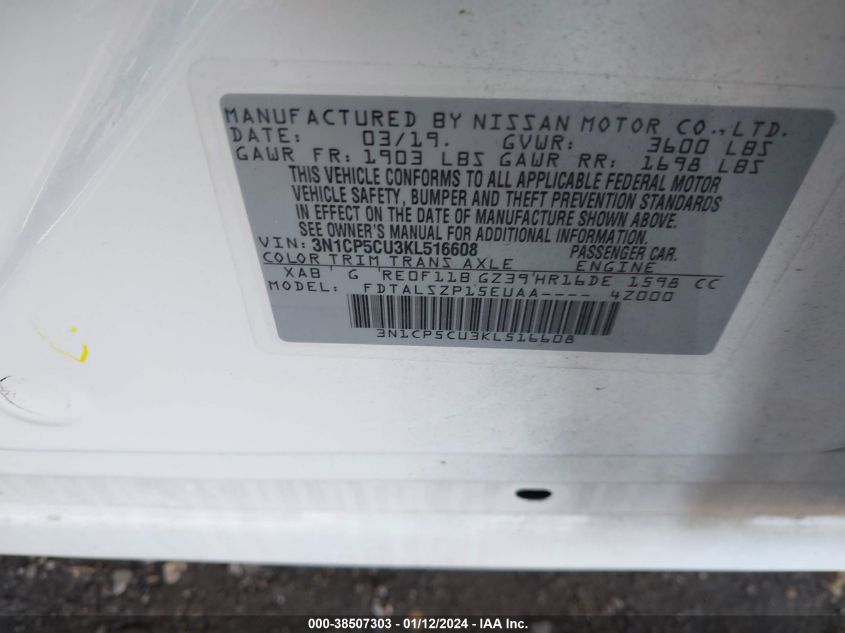 MANUFACTURED BY NISSAN MOTOR CO.,LTD.
DATE: 03/19. GVWR: 3600 LBS
GAWR FR: 1903 LBS GAWR RR: 1698 LBS
THIS VEHICLE CONFORMS TO ALL APPLICABLE FEDERAL MOTOR
VEHICLE SAFETY, BUMPER AND THEFT PREVENTION STANDARDS
IN EFFECT ON THE DATE OF MANUFACTURE SHOWN ABOVE.
SEE OWNER'S MANUAL FOR ADDITIONAL INFORMATION.
VIN: 3N1CP5CU3KL516608 PASSENGER CAR.
COLOR TRIM TRANS AXLE ENGINE
XAB G RE0F11B GZ39 HR16DE 1598 CC
MODEL: FDTALSZP15EUAA---- 4Z000
3N1CP5CU3KL516608
000-38507303 - 01/12/2024 - IAA Inc.